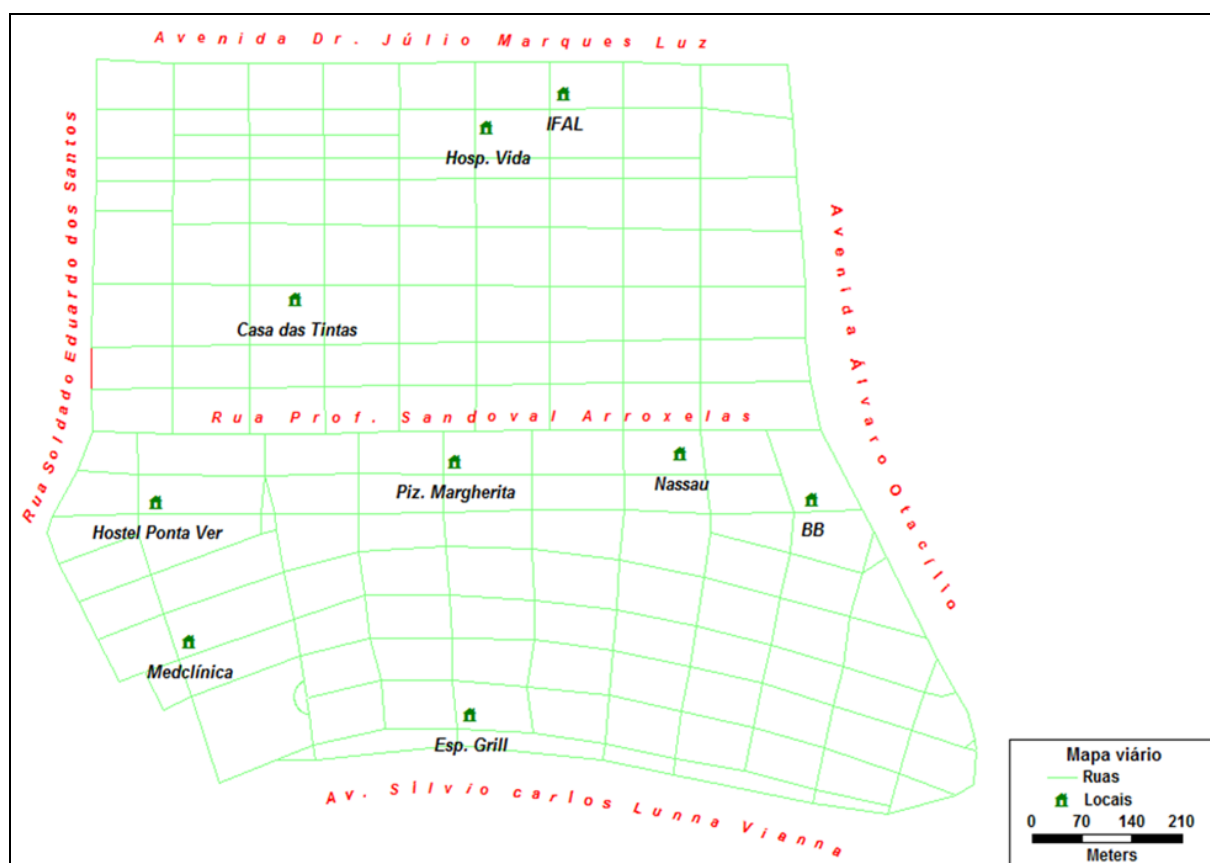 Avenida Dr. Júlio Marques Luz
IFAL
Hosp. Vida
Rua Soldado Eduardo dos Santos
Avenida Álvaro Otacílio
Casa das Tintas
Rua Prof. Sandoval Arroxelas
Piz. Margherita
Nassau
Hostel Ponta Ver
BB
Medclínica
Esp. Grill
Av. Sílvio carlos Lunna Vianna
Mapa viário
Ruas
Locais
0 70 140 210
Meters